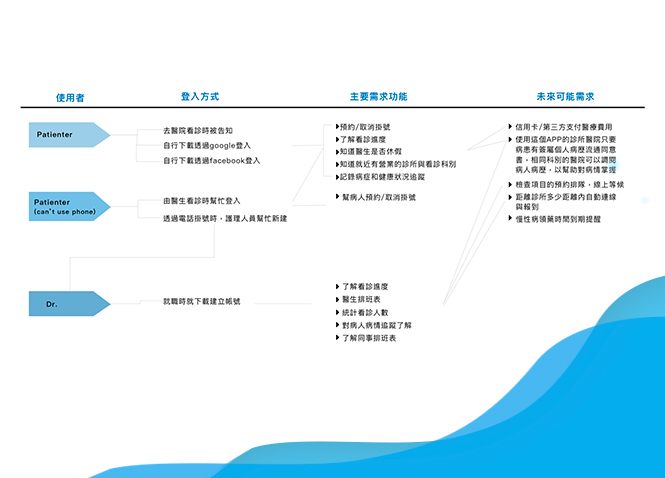 使用者 登入方式 主要需求功能 未來可能需求
Patienter
去醫院看診時被告知
自行下載透過google登入
自行下載透過facebook登入
預約/取消掛號
了解看診進度
知道醫生是否休假
知道就近有營業的診所與看診科別
記錄病症和健康狀況追蹤
信用卡/第三方支付醫療費用
使用這個APP的診所醫院只要
病患有簽屬個人病歷流通同意
書，相同科別的醫院可以調閱
病人病歷，以幫助對病情掌握
檢查項目的預約排隊，線上等候
距離診所多少距離內自動連線
與報到
慢性病領藥時間到期提醒
Patienter
(can't use phone)
由醫生看診時幫忙登入
透過電話掛號時，護理人員幫忙新建
幫病人預約/取消掛號
Dr.
就職時就下載建立帳號
了解看診進度
醫生排班表
統計看診人數
對病人病情追蹤了解
了解同事排班表